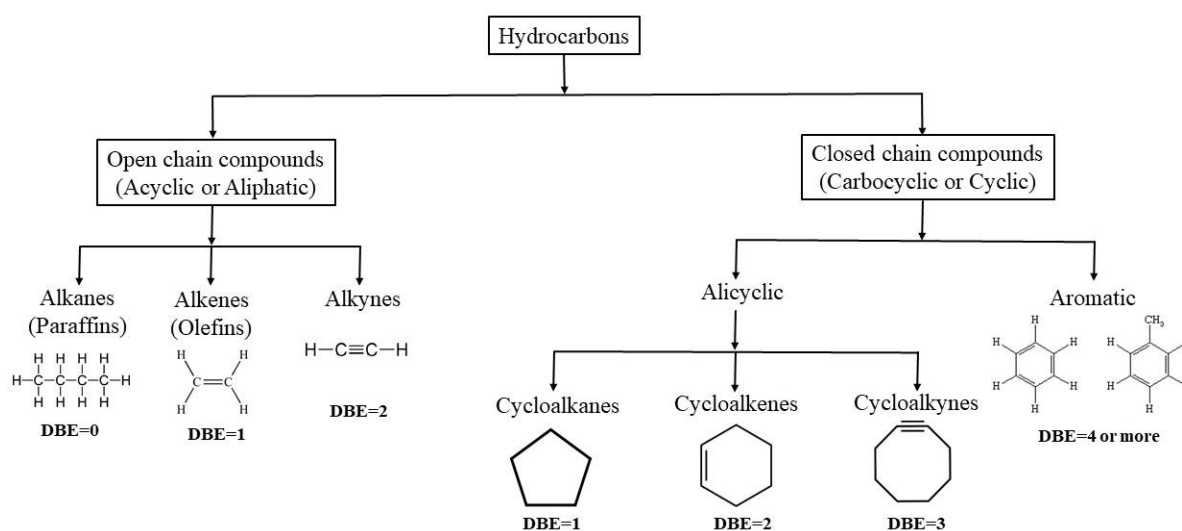 Hydrocarbons
Open chain compounds
(Acyclic or Aliphatic)
Closed chain compounds
(Carbocyclic or Cyclic)
Alkanes
(Paraffins)
Alkenes
(Olefins)
Alkynes
Alicyclic
Aromatic
H H H H
H-C-C-C-C-H
H H H H
DBE=0
H H
C=C
H H
DBE=1
H-C≡C-H
DBE=2
Cycloalkanes
DBE=1
Cycloalkenes
DBE=2
Cycloalkynes
DBE=3
H
H H
H H
H
CH₃
H
H
H
DBE=4 or more